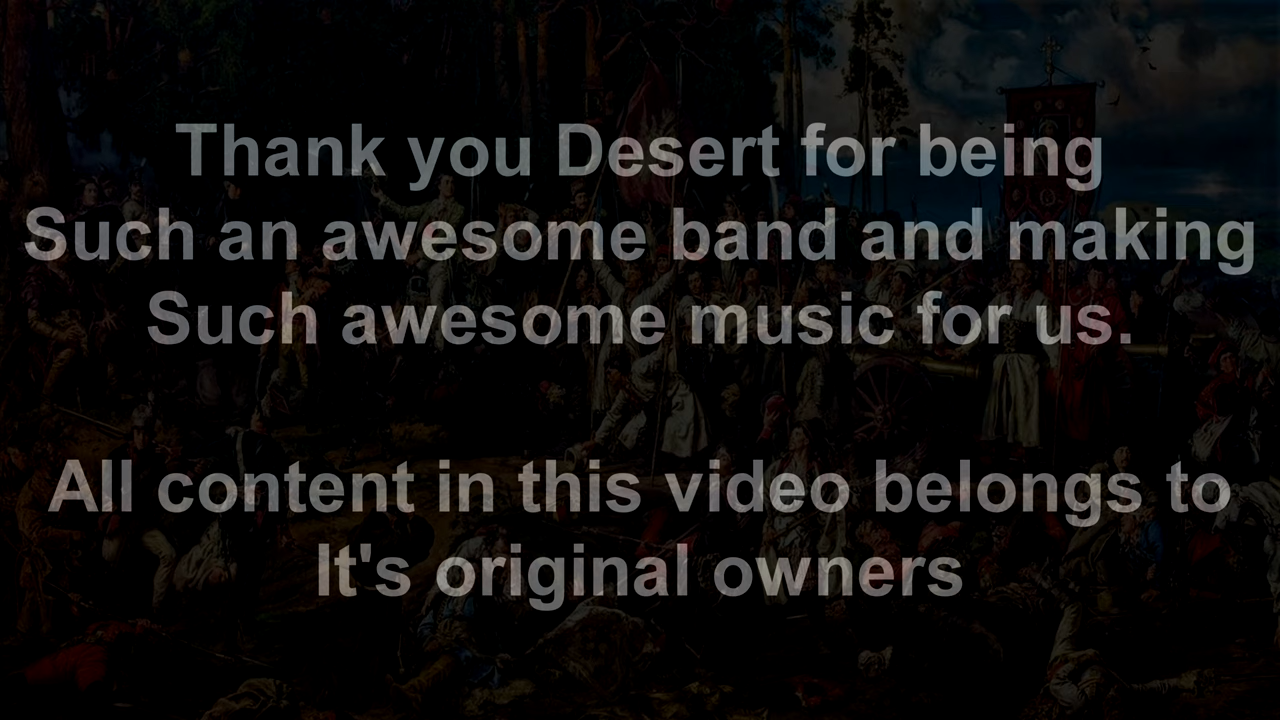 Thank you Desert for being
Such an awesome band and making
Such awesome music for us.
All content in this video belongs to
It's original owners